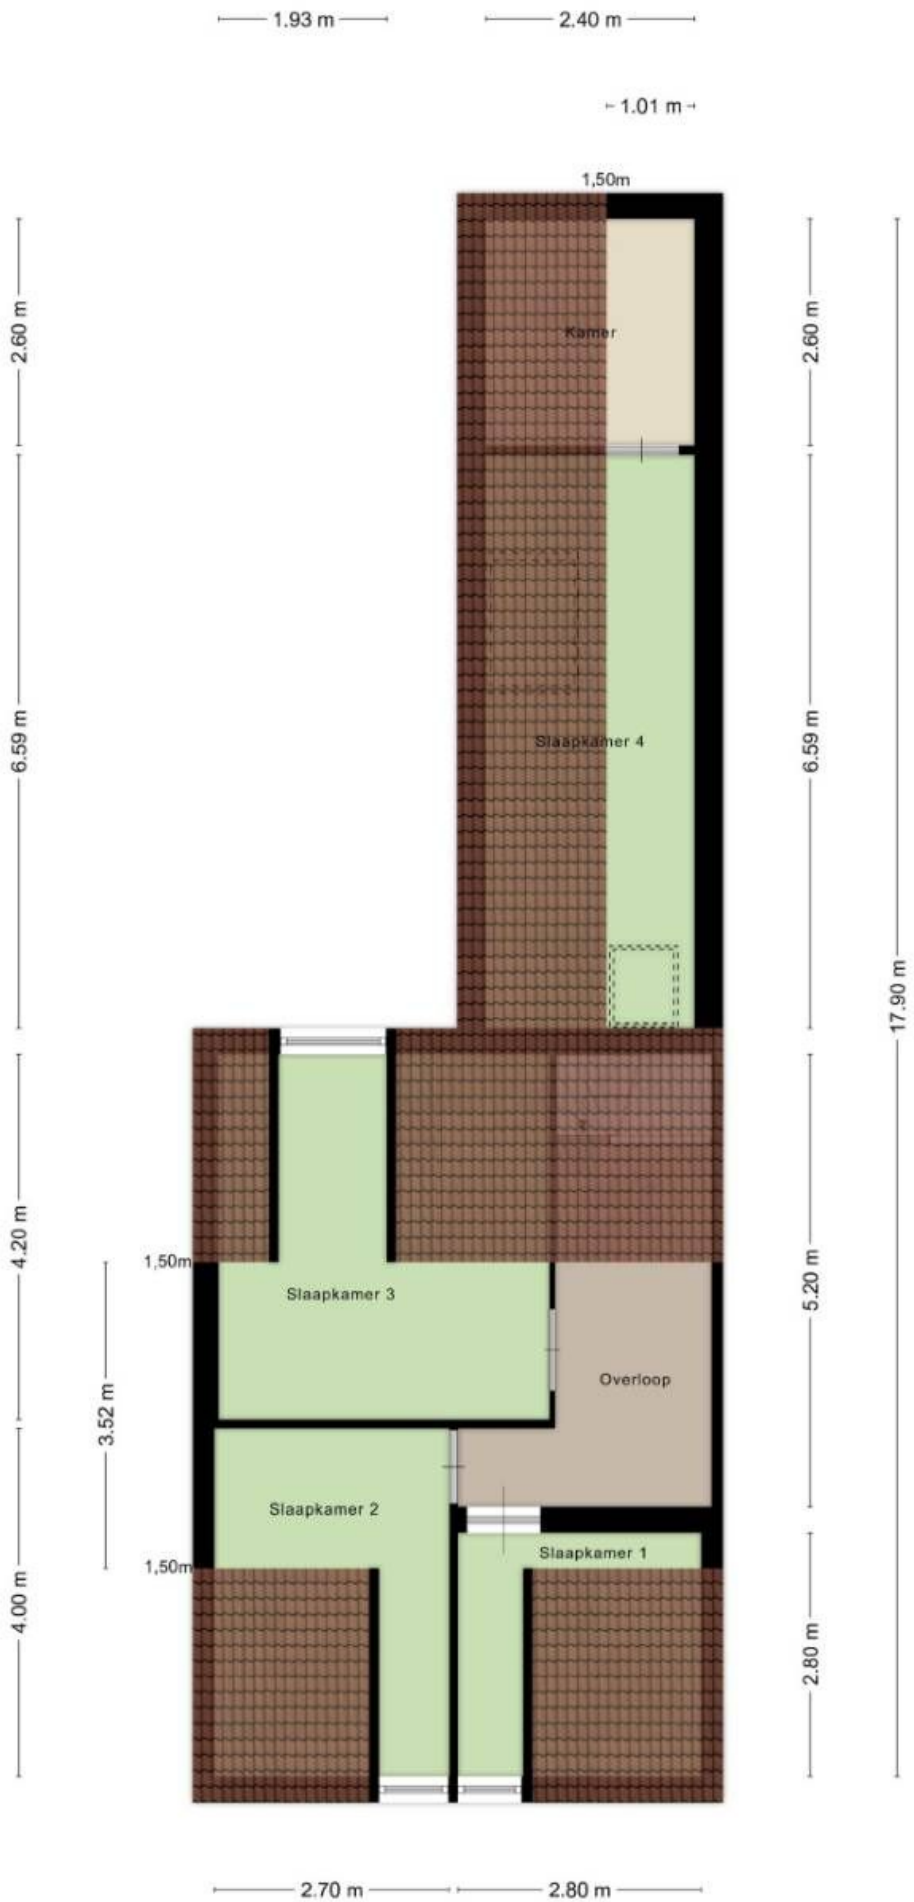 1.93 m
2.40 m
1.01 m
1,50m
2.60 m
2.60 m
Kamer
6.59 m
6.59 m
Slaapkamer 4
17.90 m
4.20 m
1,50m
5.20 m
Slaapkamer 3
3.52 m
Overloop
Slaapkamer 2
Slaapkamer 1
1,50m
4.00 m
2.80 m
2.70 m
2.80 m